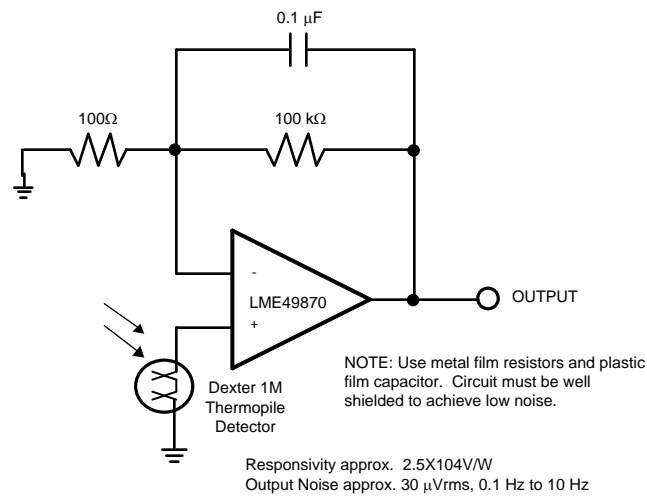 0.1 μF
100Ω
100 kΩ
-
LME49870
+
OUTPUT
NOTE: Use metal film resistors and plastic
film capacitor. Circuit must be well
shielded to achieve low noise.
Dexter 1M
Thermopile
Detector
Responsivity approx. 2.5X104V/W
Output Noise approx. 30 μVrms, 0.1 Hz to 10 Hz